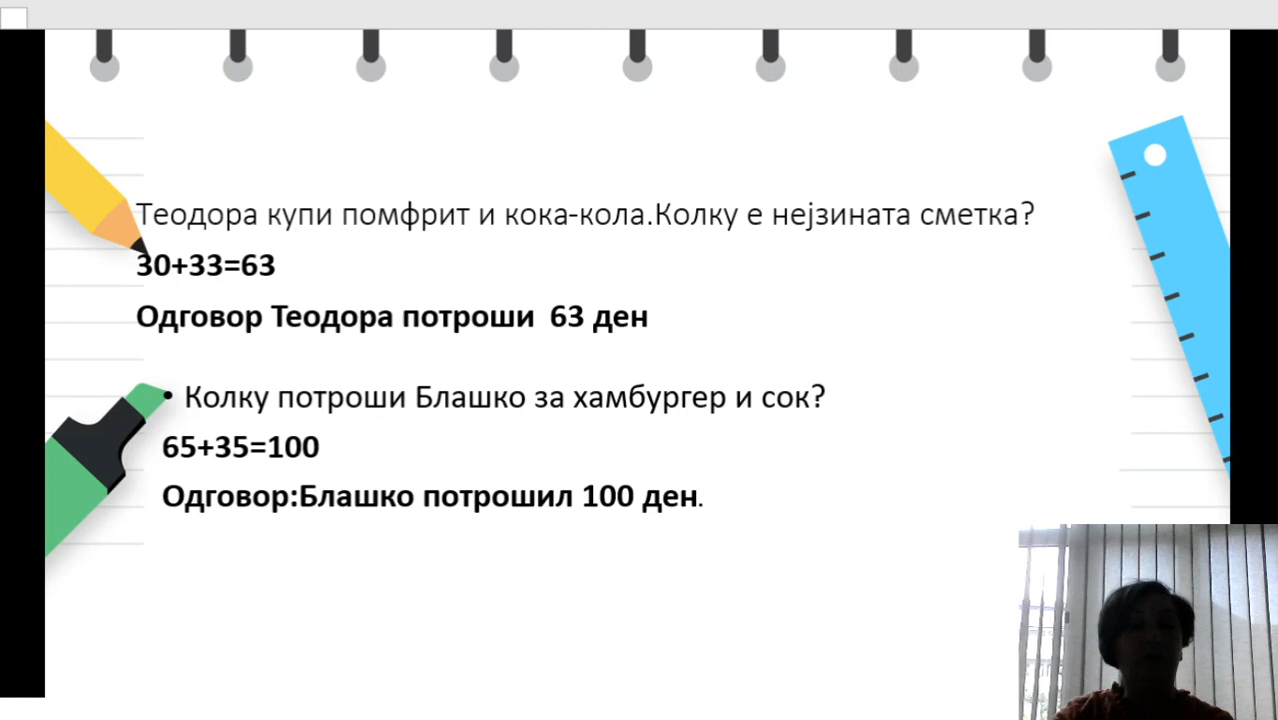 Теодора купи помфрит и кока-кола.Колку е нејзината сметка?
30+33=63
Одговор Теодора потроши 63 ден
• Колку потроши Блашко за хамбургер и сок?
65+35=100
Одговор:Блашко потрошил 100 ден.